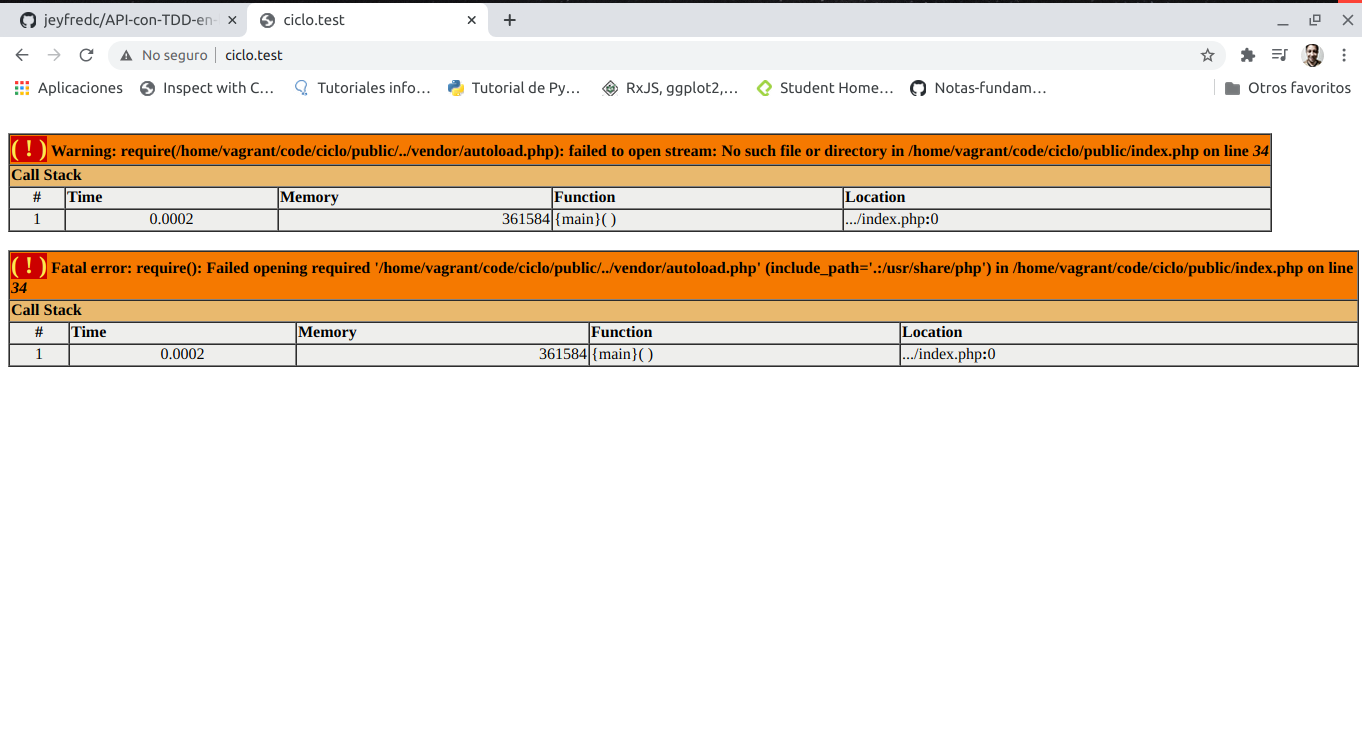 jeyfredc/API-con-TDD-en-
ciclo.test
No seguro
ciclo.test
Aplicaciones
Inspect with C...
Tutoriales info...
Tutorial de Py...
RxJS, ggplot2,...
Student Home...
Notas-fundam...
Otros favoritos
( ! ) Warning: require(/home/vagrant/code/ciclo/public/../vendor/autoload.php): failed to open stream: No such file or directory in /home/vagrant/code/ciclo/public/index.php on line 34
Call Stack
# Time Memory Function Location
1 0.0002 361584 {main}( ) .../index.php:0
( ! ) Fatal error: require(): Failed opening required '/home/vagrant/code/ciclo/public/../vendor/autoload.php' (include_path='.:/usr/share/php') in /home/vagrant/code/ciclo/public/index.php on line
34
Call Stack
# Time Memory Function Location
1 0.0002 361584 {main}( ) .../index.php:0